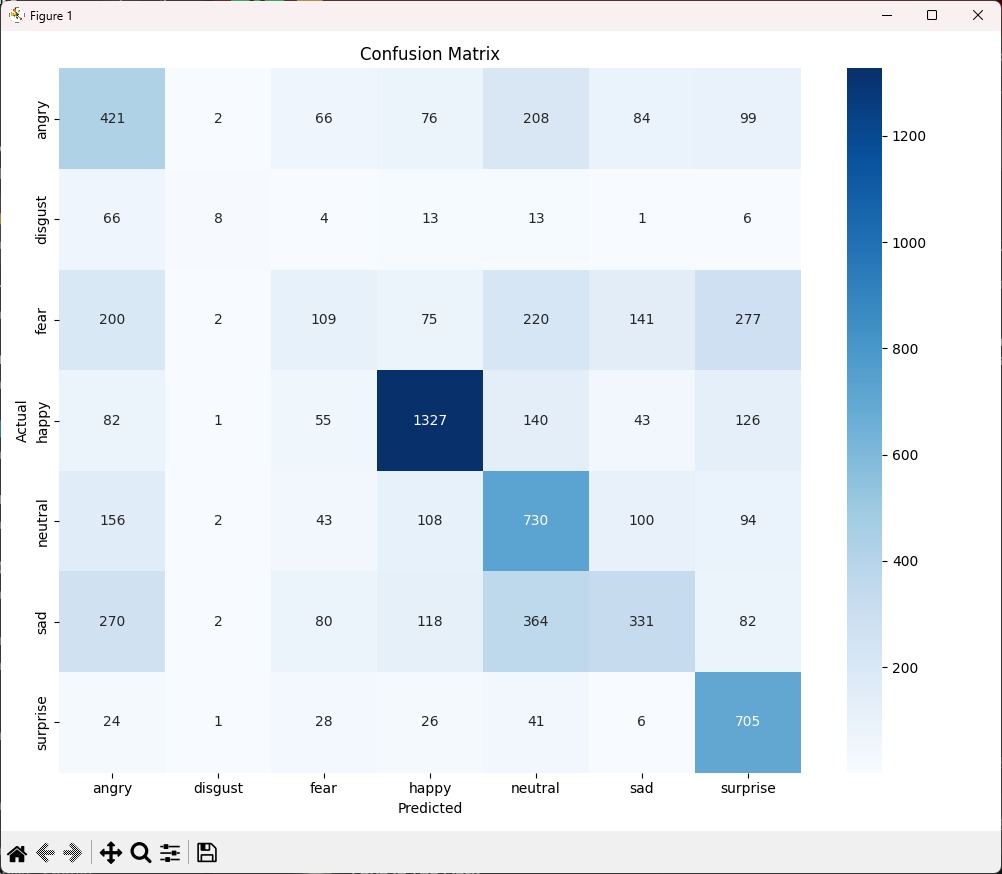 Figure 1
Confusion Matrix
angry 421 2 66 76 208 84 99
disgust 66 8 4 13 13 1 6
fear 200 2 109 75 220 141 277
happy 82 1 55 1327 140 43 126
neutral 156 2 43 108 730 100 94
sad 270 2 80 118 364 331 82
surprise 24 1 28 26 41 6 705
Actual
angry disgust fear happy neutral sad surprise
Predicted
1200
1000
800
600
400
200